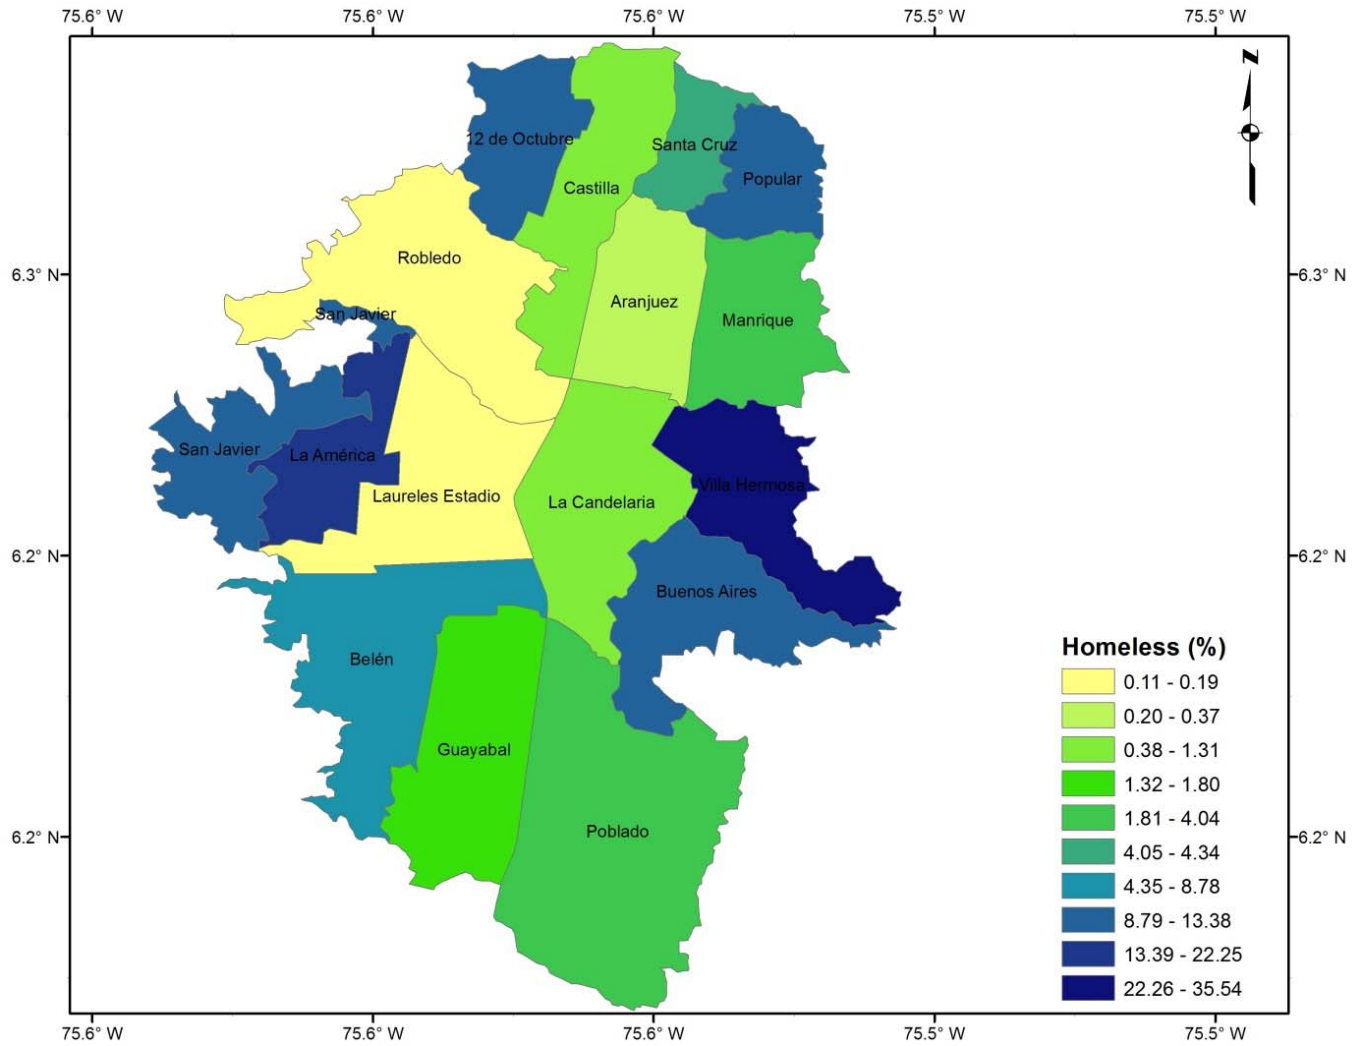 75.6° W 75.6° W 75.6° W 75.5° W 75.5° W
N
12 de Octubre
Santa Cruz
Popular
Castilla
Robledo
6.3° N 6.3° N
Aranjuez
San Javier
Manrique
San Javier
La América
Villa Hermosa
Laureles Estadio
La Candelaria
6.2° N 6.2° N
Buenos Aires
Belén
Guayabal
Poblado
6.2° N 6.2° N
Homeless (%)
0.11 - 0.19
0.20 - 0.37
0.38 - 1.31
1.32 - 1.80
1.81 - 4.04
4.05 - 4.34
4.35 - 8.78
8.79 - 13.38
13.39 - 22.25
22.26 - 35.54
75.6° W 75.6° W 75.6° W 75.5° W 75.5° W